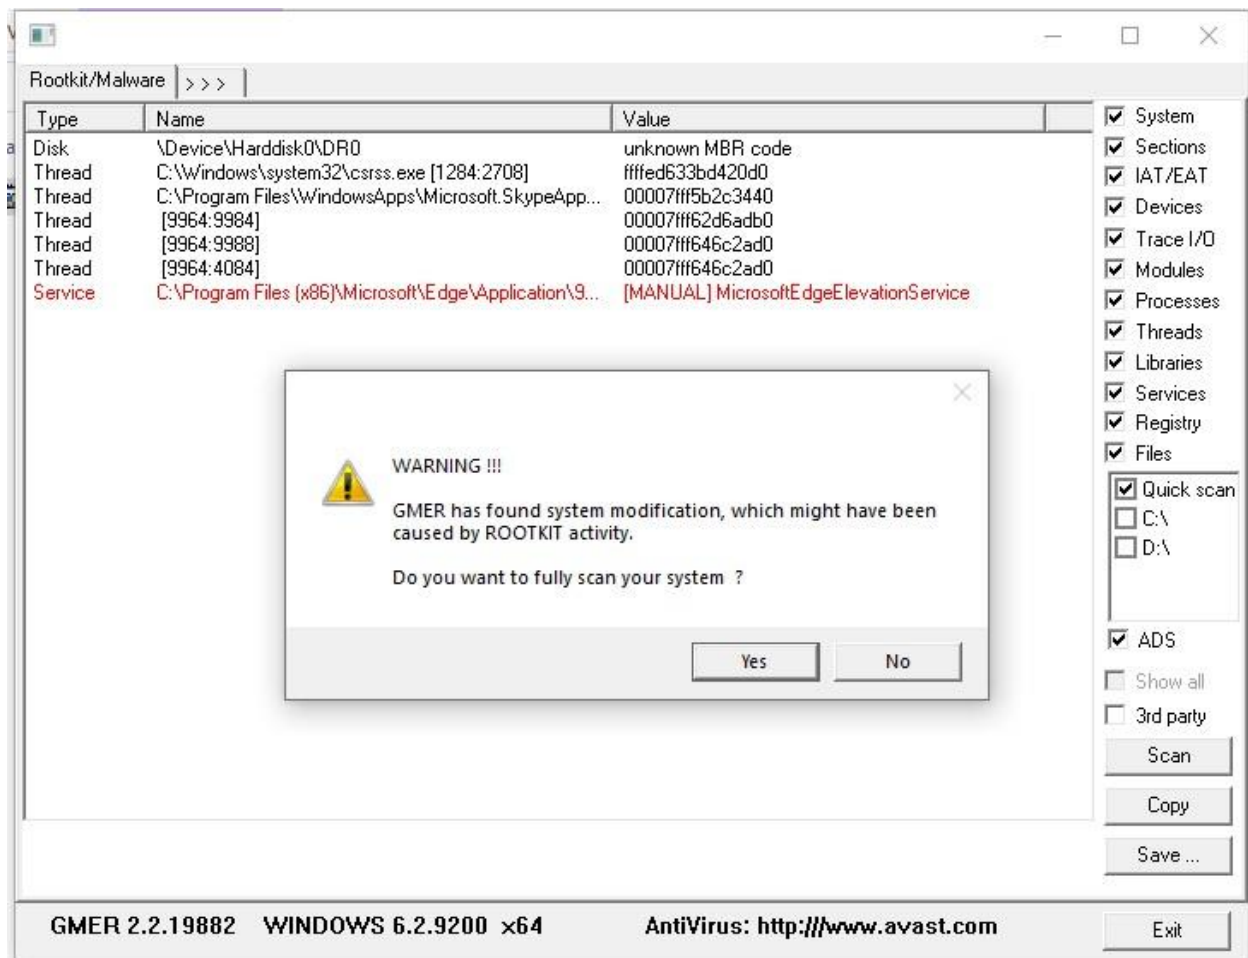 Rootkit/Malware > > >
Type Name Value
Disk \Device\Harddisk0\DR0 unknown MBR code
Thread C:\Windows\system32\csrss.exe [1284:2708] ffffed633bd420d0
Thread C:\Program Files\WindowsApps\Microsoft.SkypeApp... 00007fff5b2c3440
Thread [9964:9984] 00007fff62d6adb0
Thread [9964:9988] 00007fff646c2ad0
Thread [9964:4084] 00007fff646c2ad0
Service C:\Program Files (x86)\Microsoft\Edge\Application\9... [MANUAL] MicrosoftEdgeElevationService
WARNING !!!
GMER has found system modification, which might have been
caused by ROOTKIT activity.
Do you want to fully scan your system ?
Yes No
System
Sections
IAT/EAT
Devices
Trace I/O
Modules
Processes
Threads
Libraries
Services
Registry
Files
Quick scan
C:\
D:\
ADS
Show all
3rd party
Scan
Copy
Save ...
GMER 2.2.19882 WINDOWS 6.2.9200 x64 AntiVirus: http:///www.avast.com Exit